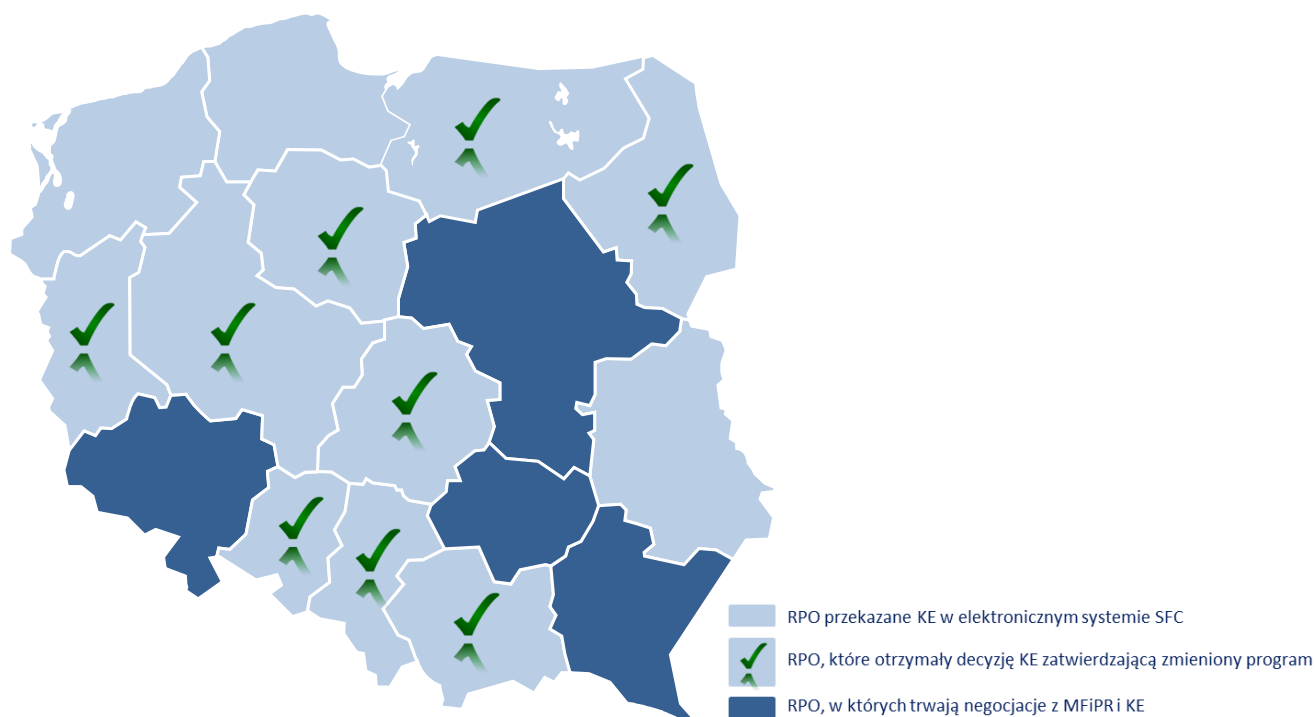 RPO przekazane KE w elektronicznym systemie SFC
RPO, które otrzymały decyzję KE zatwierdzającą zmieniony program
RPO, w których trwają negocjacje z MFiPR i KE